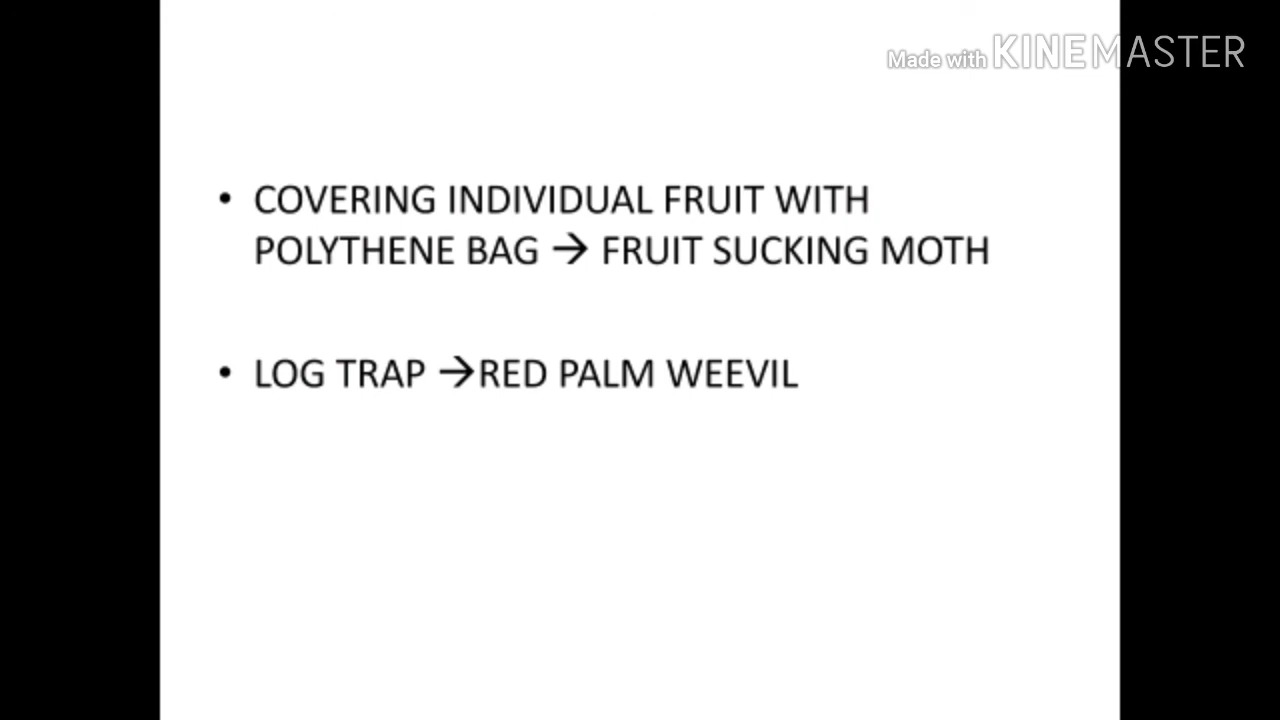 Made with KINEMASTER
• COVERING INDIVIDUAL FRUIT WITH
POLYTHENE BAG → FRUIT SUCKING MOTH
• LOG TRAP →RED PALM WEEVIL